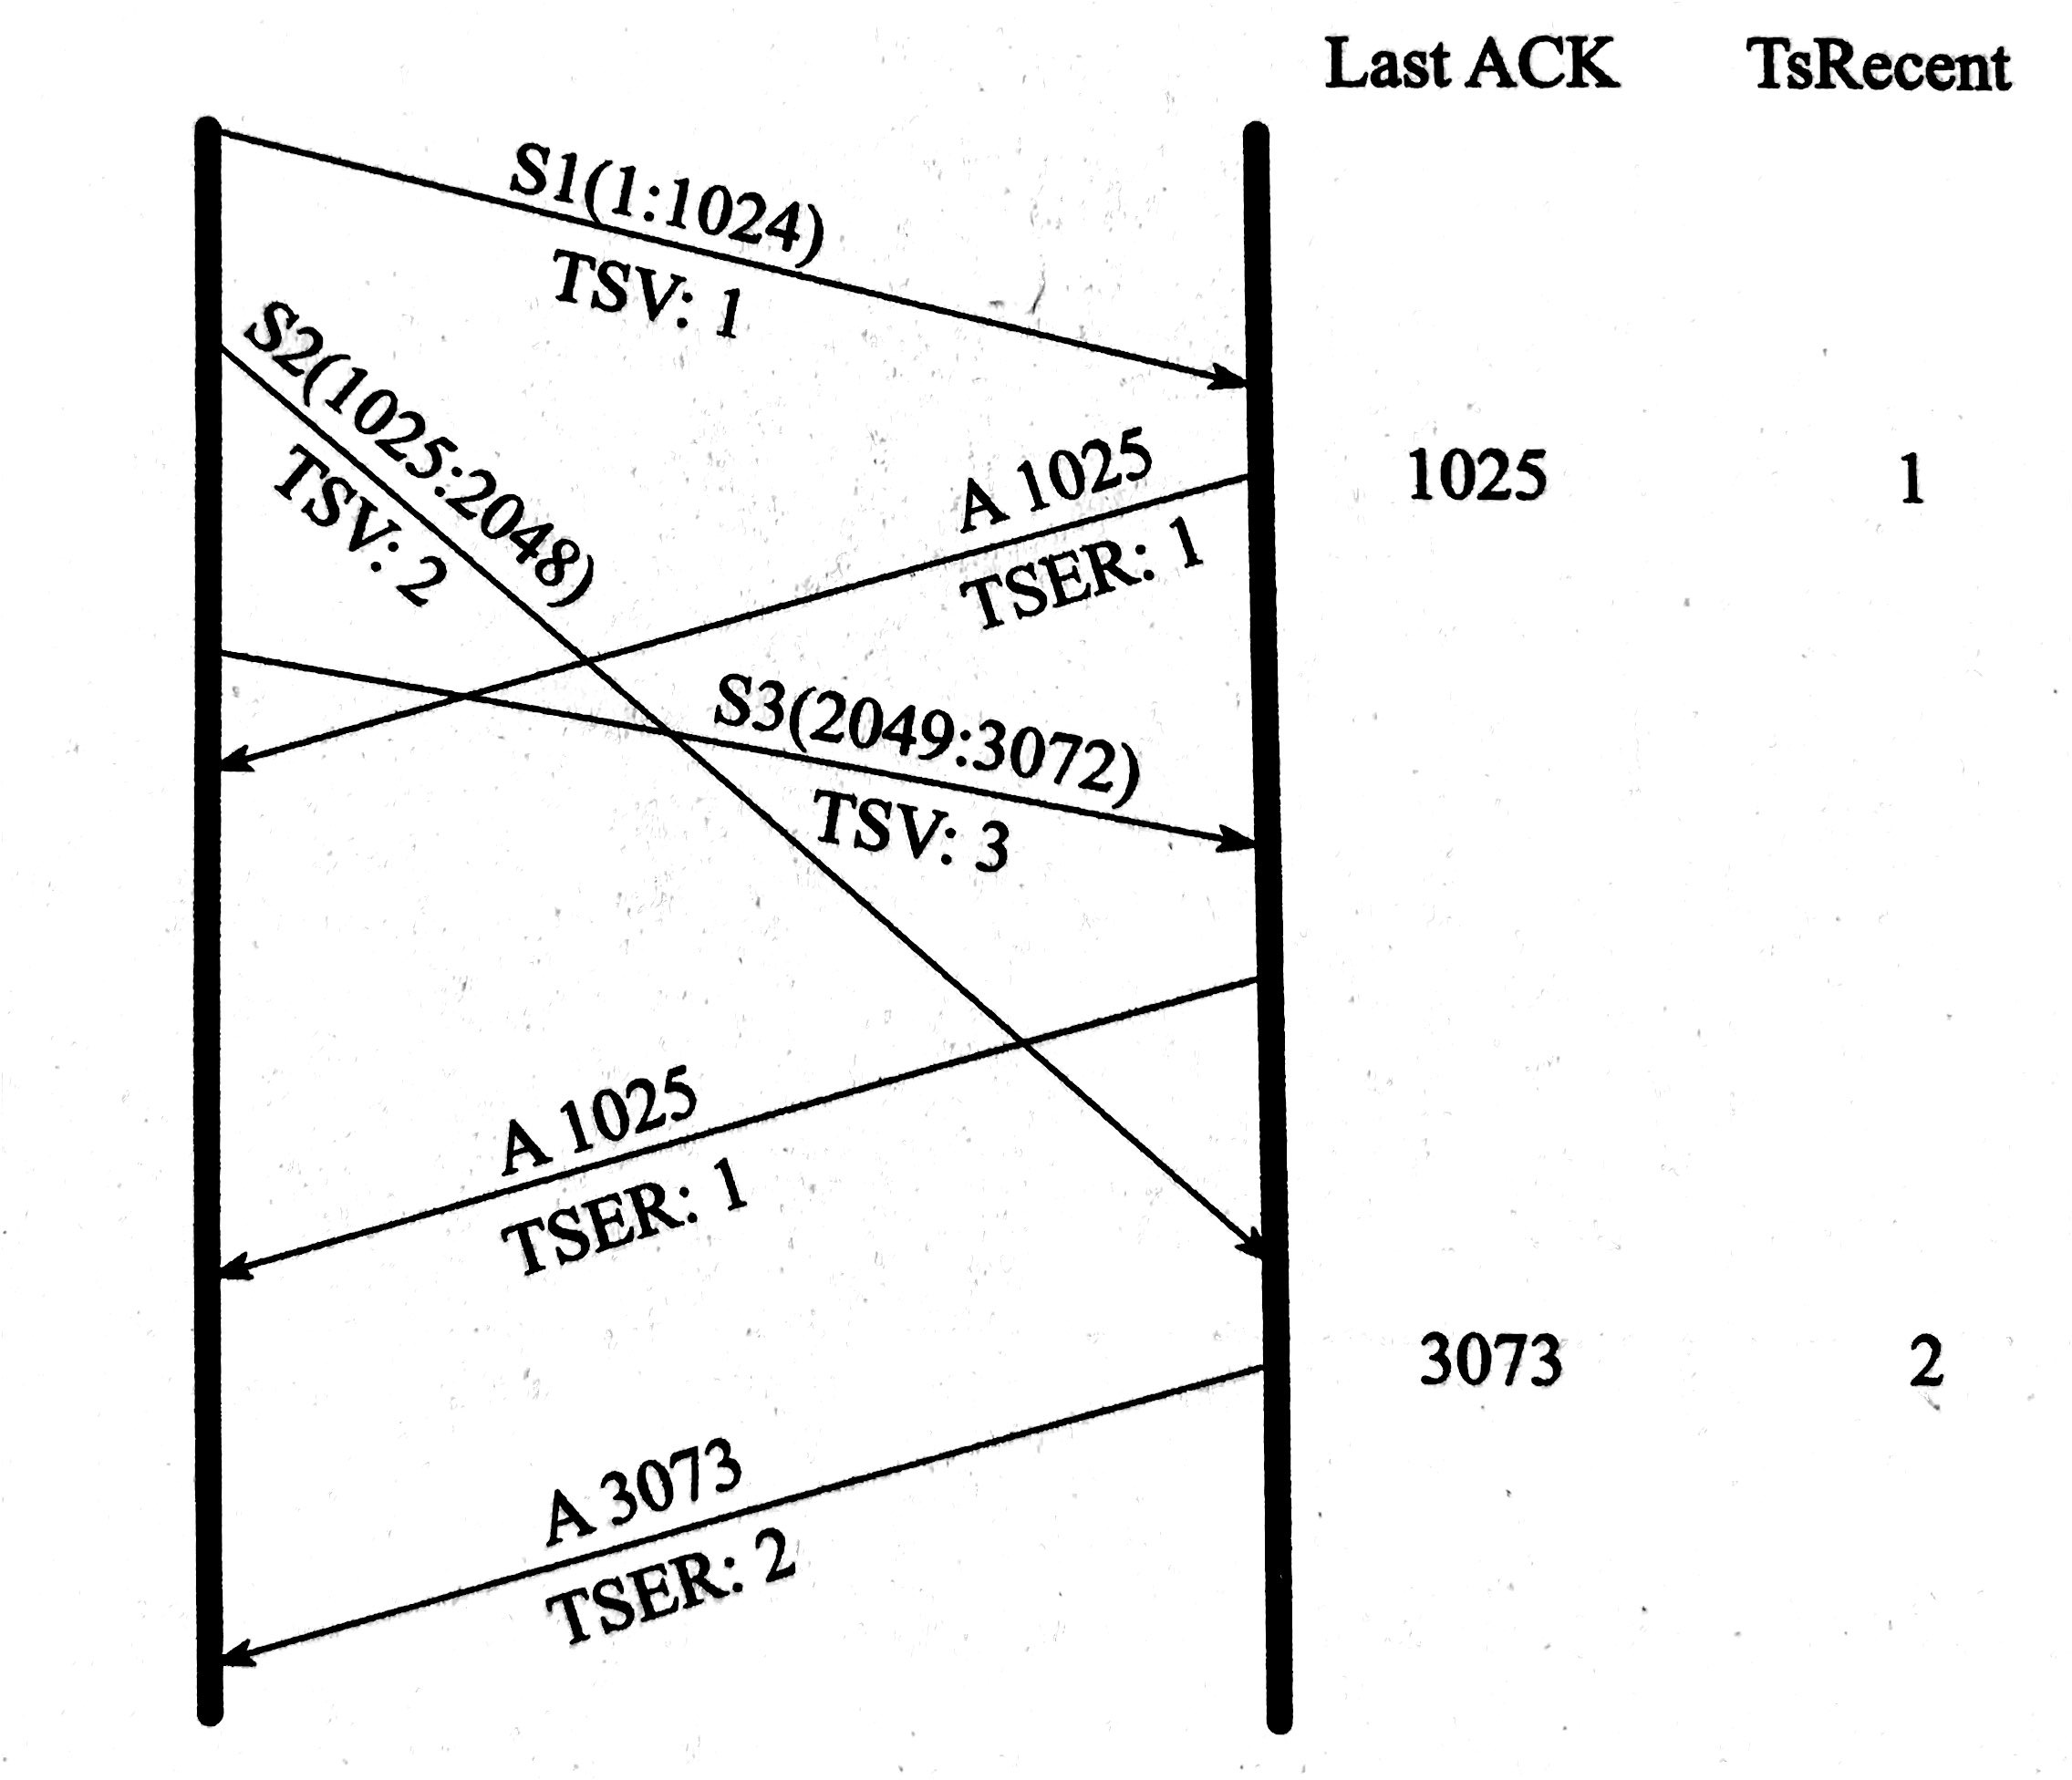 Last ACK TsRecent
S1(1:1024)
TSV: 1
S2(1025:2048)
TSV: 2
A 1025
TSER: 1
1025 1
S3(2049:3072)
TSV: 3
A 1025
TSER: 1
3073 2
A 3073
TSER: 2